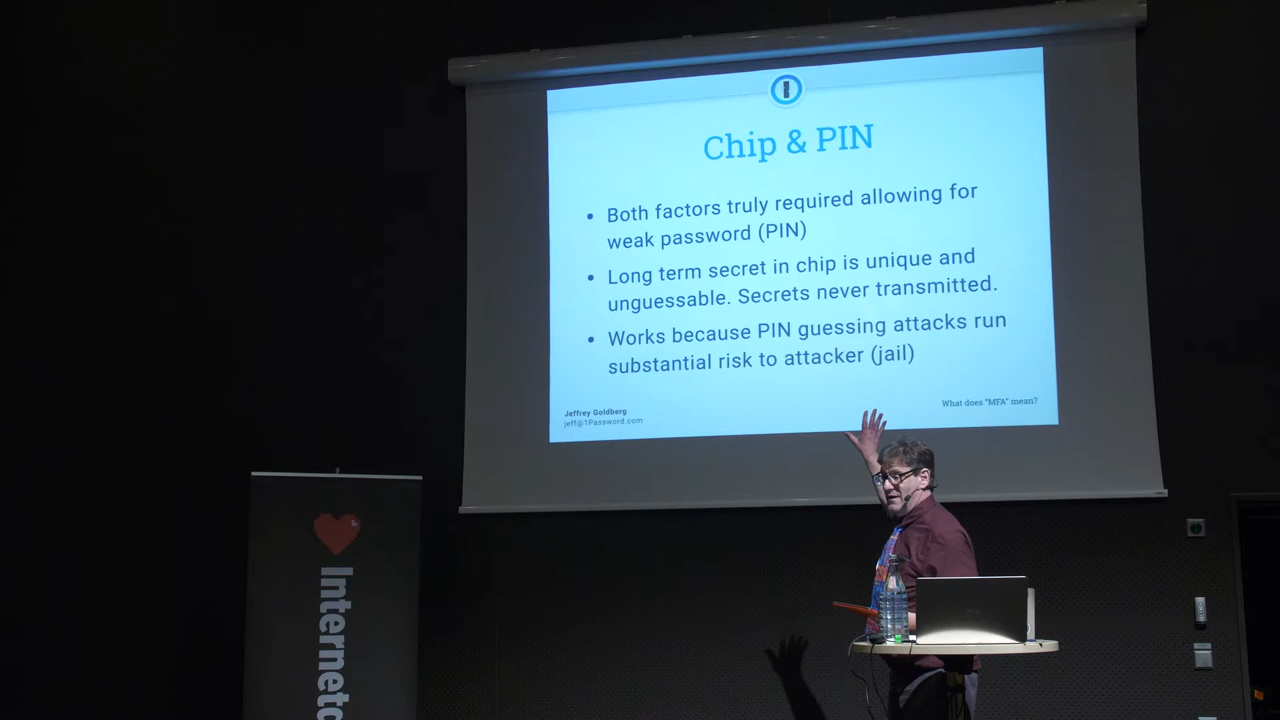 Chip & PIN
• Both factors truly required allowing for
weak password (PIN)
• Long term secret in chip is unique and
unguessable. Secrets never transmitted.
• Works because PIN guessing attacks run
substantial risk to attacker (jail)
Jeffrey Goldberg
jeff@1Password.com
What does "MFA" mean?